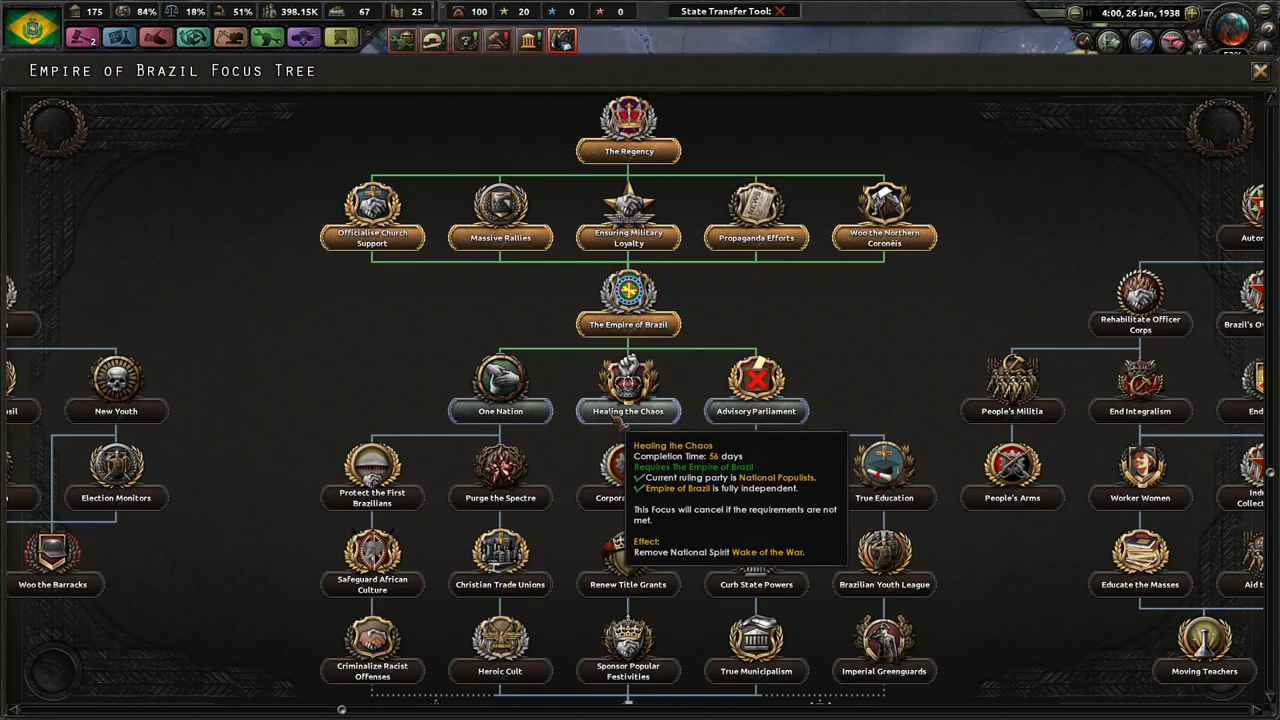 175 84% 18% 51% 398.15K 67 25 100 20 0 0 State Transfer Tool: 4:00, 26 Jan, 1938
2
EMPIRE OF BRAZIL FOCUS TREE
The Regency
Officialise Church
Support
Massive Rallies
Ensuring Military
Loyalty
Propaganda Efforts
Woo the Northern
Coronéis
Auton
The Empire of Brazil
Rehabilitate Officer
Corps
Brazil's Ov
New Youth
One Nation
Healing the Chaos
Advisory Parliament
People's Militia
End Integralism
End
Healing the Chaos
Completion Time: 56 days
Requires The Empire of Brazil
Current ruling party is National Populists.
Empire of Brazil is fully independent.
This Focus will cancel if the requirements are not
met.
Effect:
Remove National Spirit Wake of the War.
Election Monitors
Protect the First
Brazilians
Purge the Spectre
Corpora
True Education
People's Arms
Worker Women
Collect
Woo the Barracks
Safeguard African
Culture
Christian Trade Unions
Renew Title Grants
Curb State Powers
Brazilian Youth League
Educate the Masses
Aid t
Criminalize Racist
Offenses
Heroic Cult
Sponsor Popular
Festivities
True Municipalism
Imperial Greenguards
Moving Teachers